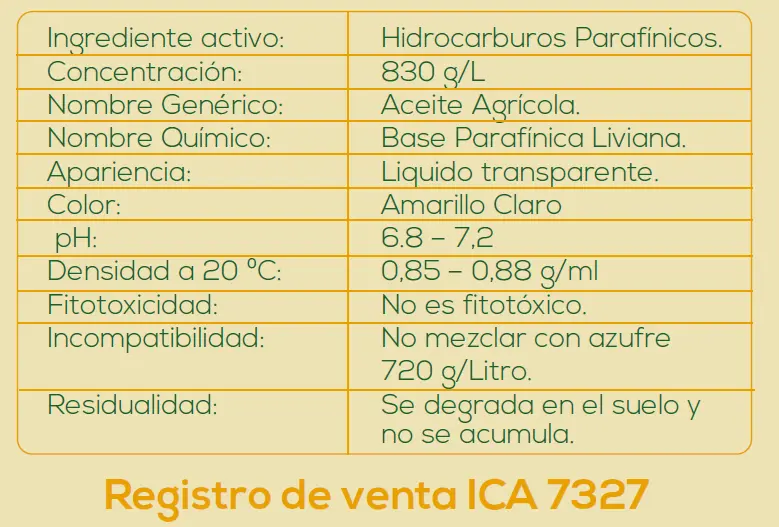 Ingrediente activo: Hidrocarburos Parafínicos.
Concentración: 830 g/L
Nombre Genérico: Aceite Agrícola.
Nombre Químico: Base Parafínica Liviana.
Apariencia: Liquido transparente.
Color: Amarillo Claro
pH: 6.8 – 7,2
Densidad a 20 ºC: 0,85 – 0,88 g/ml
Fitotoxicidad: No es fitotóxico.
Incompatibilidad: No mezclar con azufre
720 g/Litro.
Residualidad: Se degrada en el suelo y
no se acumula.
Registro de venta ICA 7327